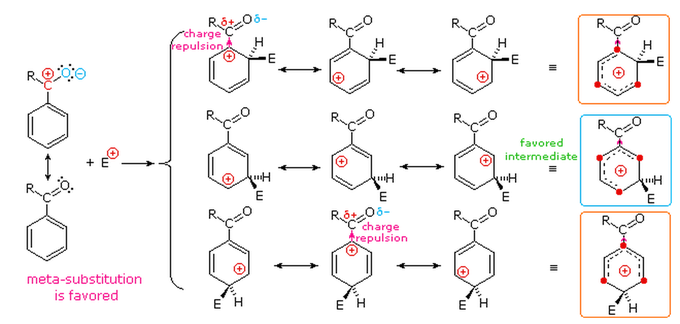 δ+ δ−
R C O
charge
repulsion
H
E
R C O
H
E
R C O
H
E
≡
R C O
H
E
R C O
R C O
+ E
R C O
H
E
R C O
H
E
R C O
H
E
favored
intermediate
≡
R C O
H
E
meta-substitution
is favored
R C O
E H
δ+ δ−
R C O
charge
repulsion
E H
R C O
E H
≡
R C O
E H